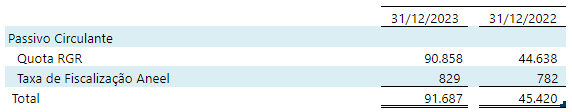 31/12/2023 31/12/2022
Passivo Circulante
Quota RGR 90.858 44.638
Taxa de Fiscalização Aneel 829 782
Total 91.687 45.420